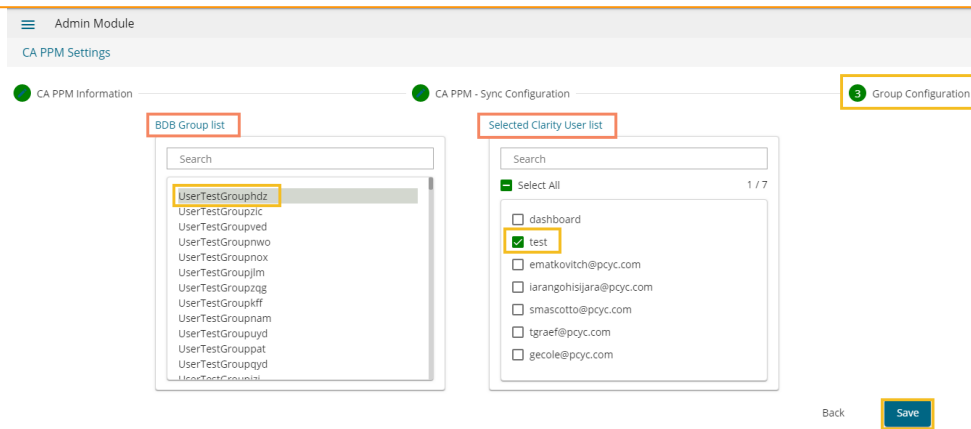 Admin Module
CA PPM Settings
CA PPM Information
CA PPM - Sync Configuration
3 Group Configuration
BDB Group list
Selected Clarity User list
Search
Search
Select All 1 / 7
UserTestGrouphdz
UserTestGroupzic
UserTestGroupved
UserTestGroupnwo
UserTestGroupnox
UserTestGroupjlm
UserTestGroupzqg
UserTestGroupkff
UserTestGroupnam
UserTestGroupuyd
UserTestGrouppat
UserTestGroupqyd
dashboard
test
ematkovitch@pcyc.com
iarangohisijara@pcyc.com
smascotto@pcyc.com
tgraef@pcyc.com
gecole@pcyc.com
Back
Save